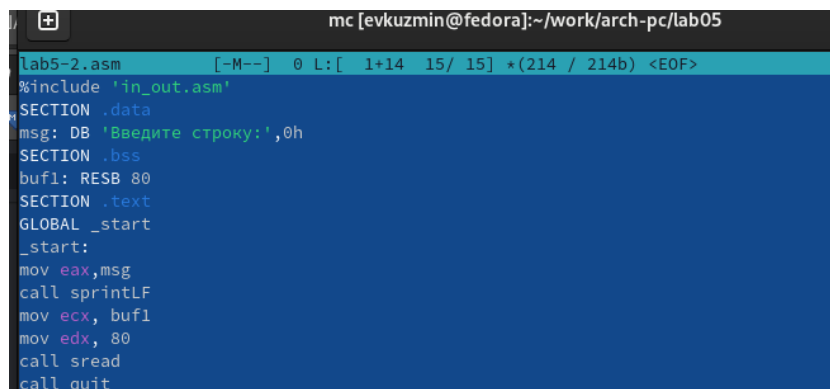 mc [evkuzmin@fedora]:~/work/arch-pc/lab05
lab5-2.asm [-M--] 0 L:[ 1+14 15/ 15] *(214 / 214b) <EOF>
%include 'in_out.asm'
SECTION .data
msg: DB 'Введите строку:',0h
SECTION .bss
buf1: RESB 80
SECTION .text
GLOBAL _start
_start:
mov eax,msg
call sprintLF
mov ecx, buf1
mov edx, 80
call sread
call quit